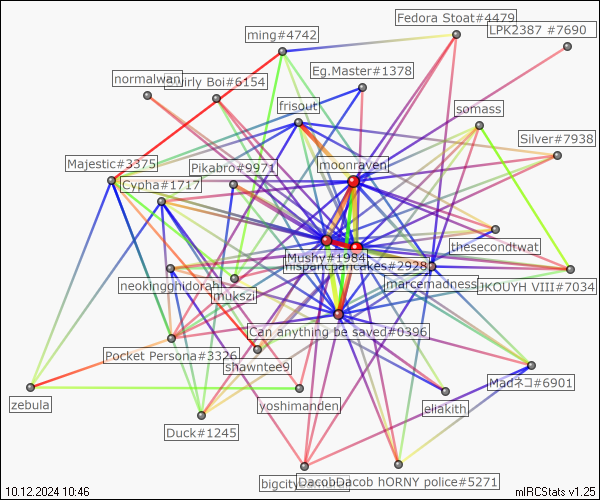 Fedora Stoat#4479
LPK2387 #7690
ming#4742
Eg.Master#1378
normalwan
Swirly Boi#6154
frisout
somass
Silver#7938
Majestic#3375
Pikabro#9971
moonraven
Cypha#1717
thesecondtwat
Mushy#1984
hispanicpancakes#2928
neokingghidorah
mukszi
marcemadness
JKOUYH VIII#7034
Can anything be saved#0396
Pocket Persona#3326
shawntee9
Madネコ#6901
zebula
yoshimanden
eliakith
Duck#1245
DacobDacob hORNY police#5271
10.12.2024 10:46
mIRCStats v1.25